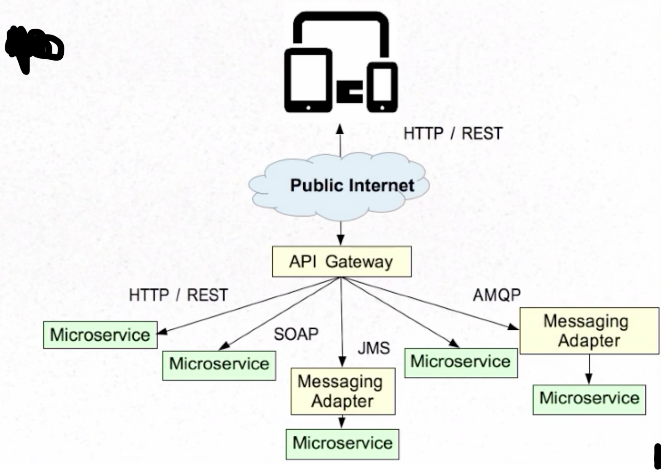 HTTP / REST
Public Internet
API Gateway
HTTP / REST
AMQP
SOAP
JMS
Microservice
Microservice
Messaging
Adapter
Microservice
Microservice
Messaging
Adapter
Microservice